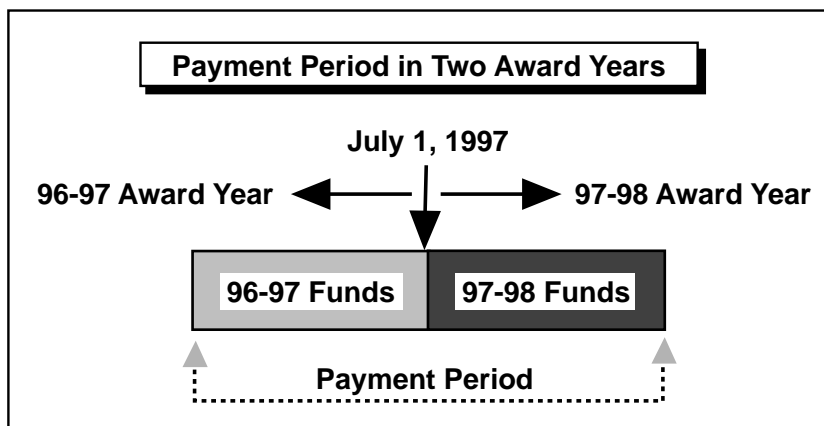 Payment Period in Two Award Years
July 1, 1997
96-97 Award Year
97-98 Award Year
96-97 Funds
97-98 Funds
Payment Period